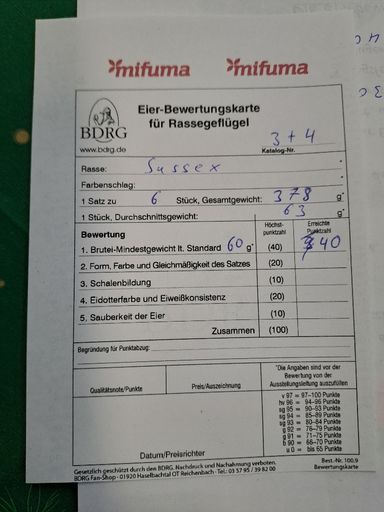 mifuma mifuma
BDRG
www.bdrg.de
Eier-Bewertungskarte
für Rassegeflügel
3 + 4
Katalog-Nr.
Rasse: Sussex *
Farbenschlag: *
1 Satz zu 6 Stück, Gesamtgewicht: 378 g*
1 Stück, Durchschnittsgewicht: 63 g*
Bewertung Höchst-punktzahl Erreichte Punktzahl
1. Brutei-Mindestgewicht lt. Standard 60 g* (40) 40
2. Form, Farbe und Gleichmäßigkeit des Satzes (20)
3. Schalenbildung (10)
4. Eidotterfarbe und Eiweißkonsistenz (20)
5. Sauberkeit der Eier (10)
Zusammen (100)
Begründung für Punktabzug:
Qualitätsnote/Punkte Preis/Auszeichnung
*Die Angaben sind vor der
Bewertung von der
Ausstellungsleitung auszufüllen
v 97 = 97-100 Punkte
hv 96 = 94-96 Punkte
sg 95 = 90-93 Punkte
sg 94 = 85-89 Punkte
sg 93 = 80-84 Punkte
g 92 = 76-79 Punkte
g 91 = 71-75 Punkte
b 90 = 66-70 Punkte
u 0 = bis 65 Punkte
Datum/Preisrichter
Gesetzlich geschützt durch den BDRG. Nachdruck und Nachahmung verboten.
BDRG Fan-Shop · 01920 Haselbachtal OT Reichenbach · Tel.: 03 57 95 / 39 82 00
Best.-Nr. 100.9
Bewertungskarte